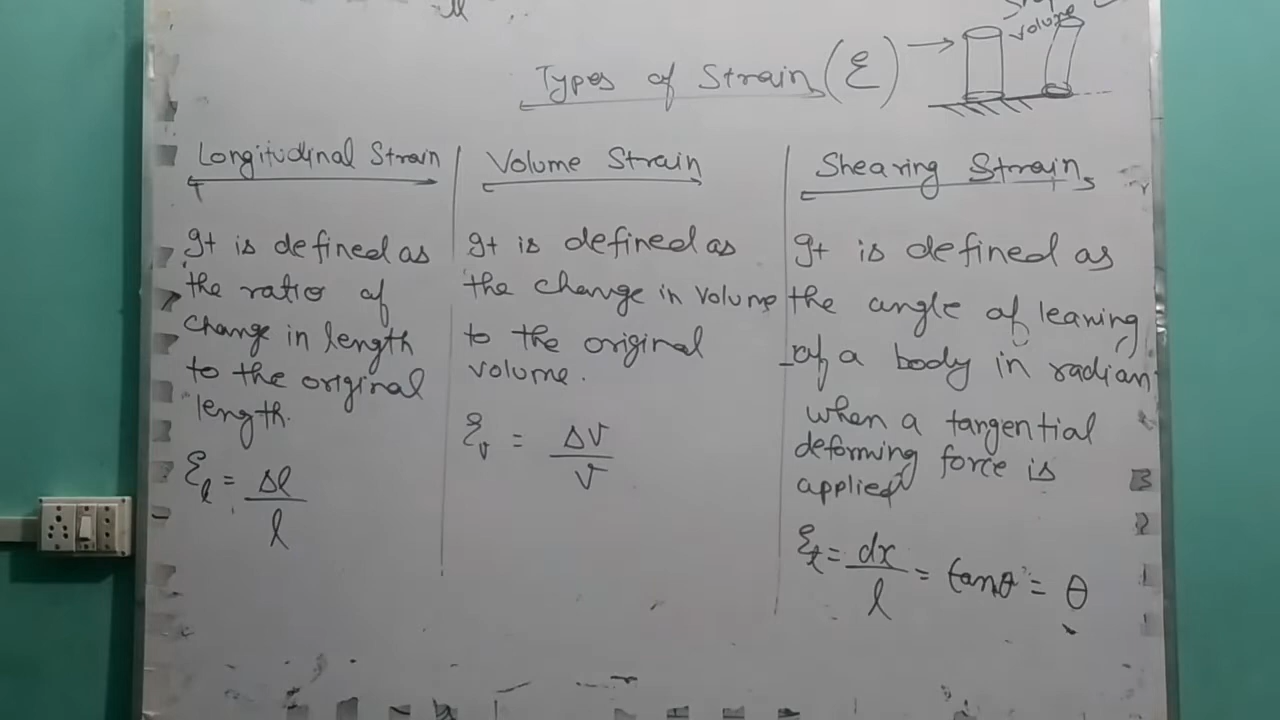 volume
Types of Strain (ε)
Longitudinal Strain
It is defined as
the ratio of
change in length
to the original
length.
ε_l = Δl / l
Volume Strain
It is defined as
the change in volume
to the original
volume.
ε_v = ΔV / V
Shearing Strain
It is defined as
the angle of leaning
of a body in radian
when a tangential
deforming force is
applied
ε_t = dx / l = tanθ = θ